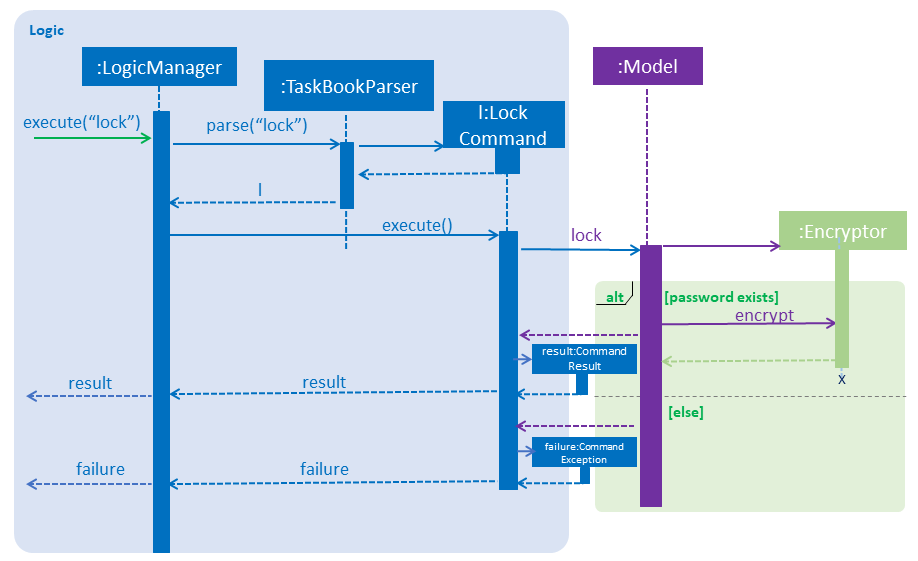 Logic
:LogicManager
:TaskBookParser
l:Lock
Command
:Model
execute(“lock”)
parse(“lock”)
l
execute()
lock
:Encryptor
alt
[password exists]
encrypt
result:Command
Result
result
result
x
[else]
failure:Command
Exception
failure
failure